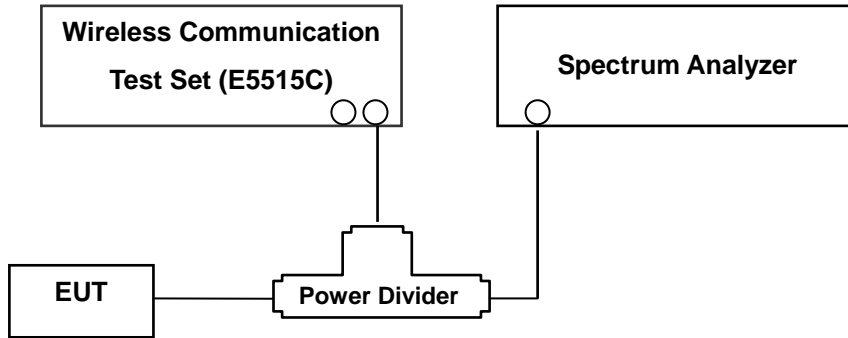 Wireless Communication
Test Set (E5515C)
Spectrum Analyzer
EUT
Power Divider